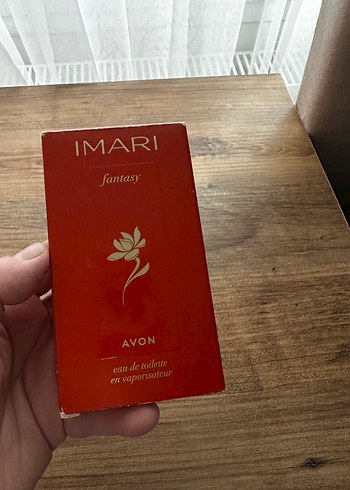 IMARI
fantasy
AVON
eau de toilette
en vaporisateur